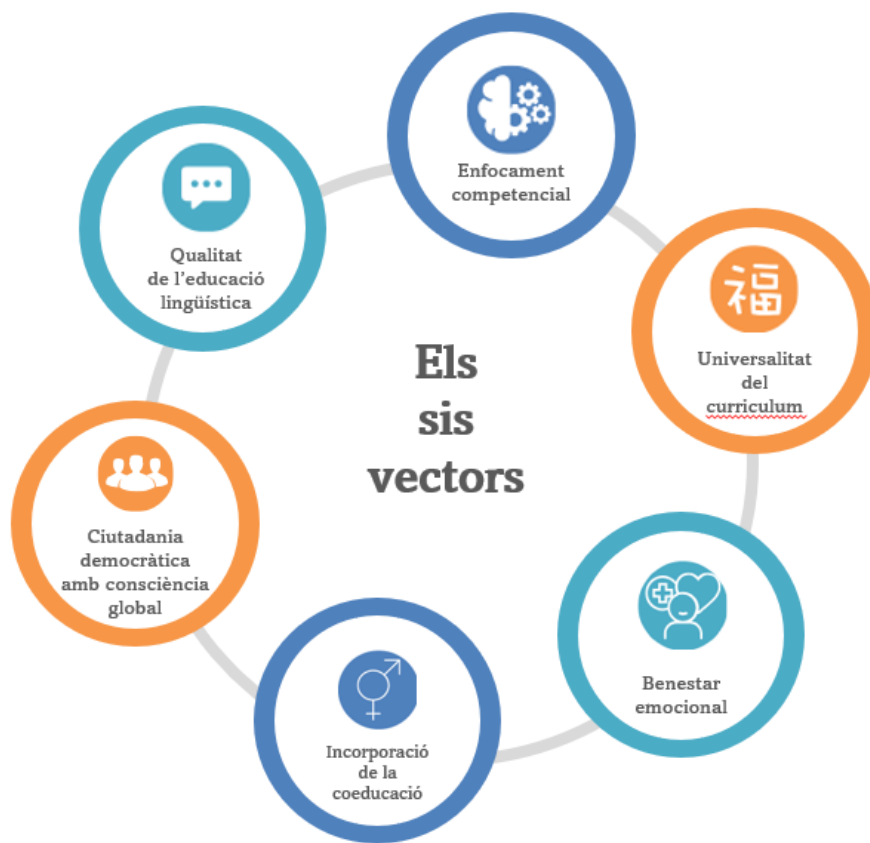 Enfocament
competencial
福
Universalitat
del
curriculum
Benestar
emocional
Incorporació
de la
coeducació
Ciutadania
democràtica
amb consciència
global
Qualitat
de l’educació
lingüística
Els
sis
vectors